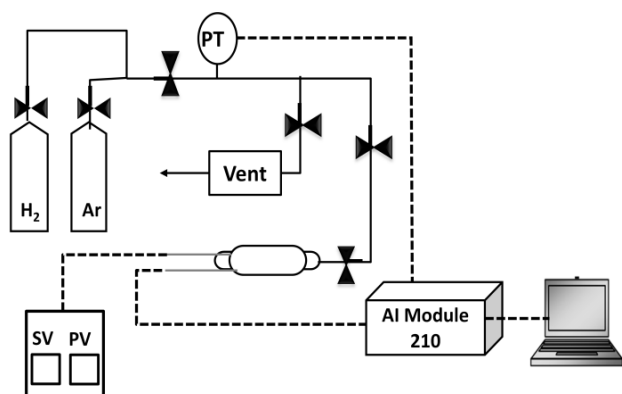 PT
H₂
Ar
Vent
SV PV
AI Module
210